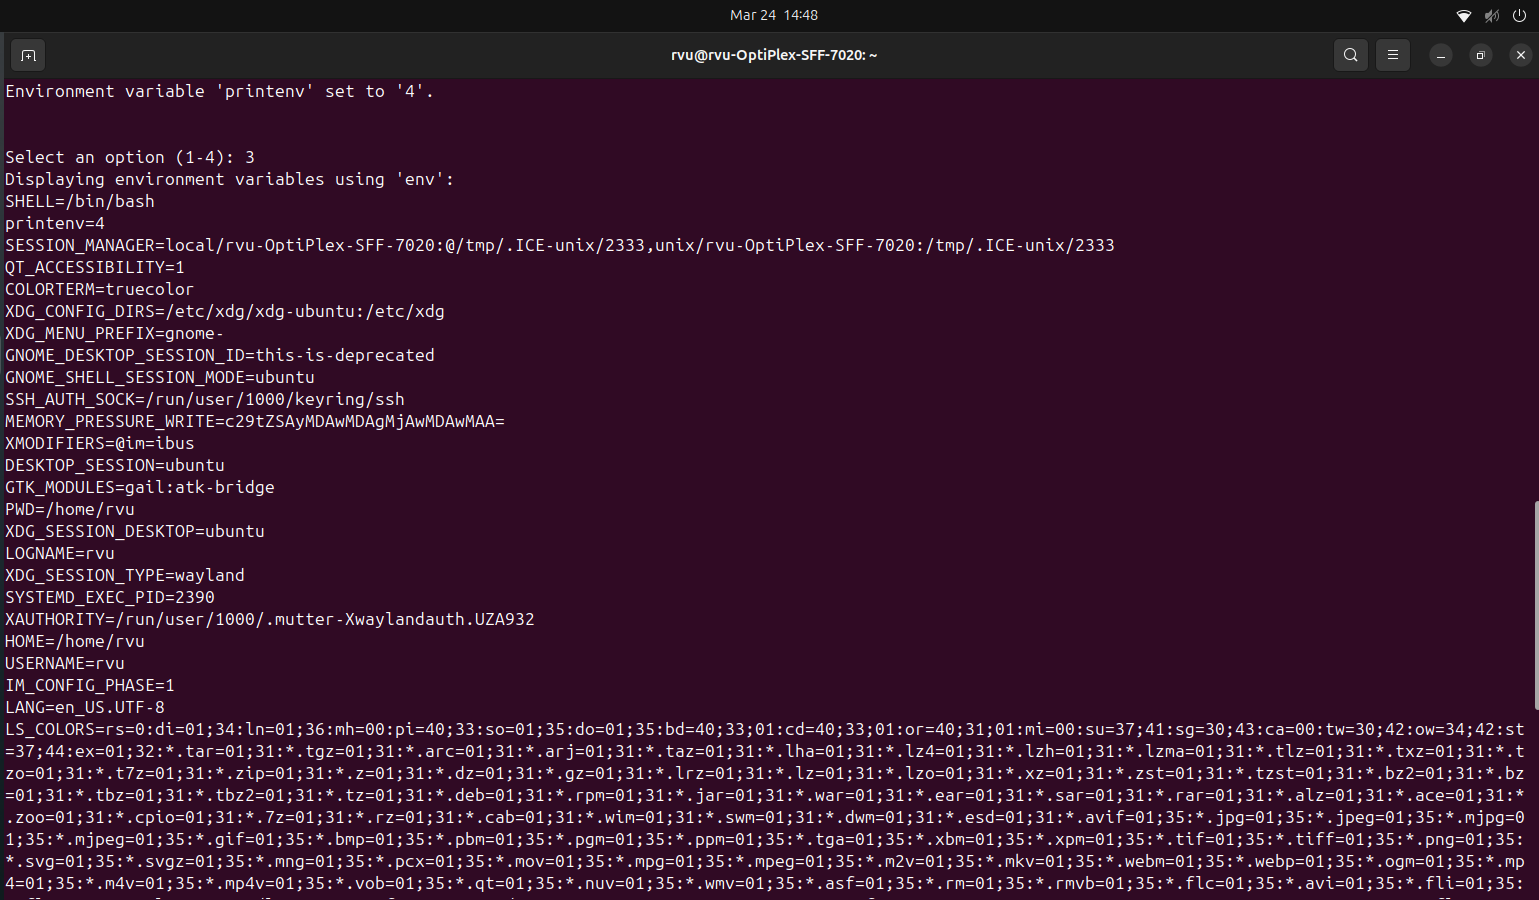 Mar 24 14:48
rvu@rvu-OptiPlex-SFF-7020: ~
Environment variable 'printenv' set to '4'.
Select an option (1-4): 3
Displaying environment variables using 'env':
SHELL=/bin/bash
printenv=4
SESSION_MANAGER=local/rvu-OptiPlex-SFF-7020:@/tmp/.ICE-unix/2333,unix/rvu-OptiPlex-SFF-7020:/tmp/.ICE-unix/2333
QT_ACCESSIBILITY=1
COLORTERM=truecolor
XDG_CONFIG_DIRS=/etc/xdg/xdg-ubuntu:/etc/xdg
XDG_MENU_PREFIX=gnome-
GNOME_DESKTOP_SESSION_ID=this-is-deprecated
GNOME_SHELL_SESSION_MODE=ubuntu
SSH_AUTH_SOCK=/run/user/1000/keyring/ssh
MEMORY_PRESSURE_WRITE=c29tZSAyMDAwMDAgMjAwMDAwMAA=
XMODIFIERS=@im=ibus
DESKTOP_SESSION=ubuntu
GTK_MODULES=gail:atk-bridge
PWD=/home/rvu
XDG_SESSION_DESKTOP=ubuntu
LOGNAME=rvu
XDG_SESSION_TYPE=wayland
SYSTEMD_EXEC_PID=2390
XAUTHORITY=/run/user/1000/.mutter-Xwaylandauth.UZA932
HOME=/home/rvu
USERNAME=rvu
IM_CONFIG_PHASE=1
LANG=en_US.UTF-8
LS_COLORS=rs=0:di=01;34:ln=01;36:mh=00:pi=40;33:so=01;35:do=01;35:bd=40;33;01:cd=40;33;01:or=40;31;01:mi=00:su=37;41:sg=30;43:ca=00:tw=30;42:ow=34;42:st
=37;44:ex=01;32:*.tar=01;31:*.tgz=01;31:*.arc=01;31:*.arj=01;31:*.taz=01;31:*.lha=01;31:*.lz4=01;31:*.lzh=01;31:*.lzma=01;31:*.tlz=01;31:*.txz=01;31:*.t
zo=01;31:*.t7z=01;31:*.zip=01;31:*.z=01;31:*.dz=01;31:*.gz=01;31:*.lrz=01;31:*.lz=01;31:*.lzo=01;31:*.xz=01;31:*.zst=01;31:*.tzst=01;31:*.bz2=01;31:*.bz
=01;31:*.tbz=01;31:*.tbz2=01;31:*.tz=01;31:*.deb=01;31:*.rpm=01;31:*.jar=01;31:*.war=01;31:*.ear=01;31:*.sar=01;31:*.rar=01;31:*.alz=01;31:*.ace=01;31:*
.zoo=01;31:*.cpio=01;31:*.7z=01;31:*.rz=01;31:*.cab=01;31:*.wim=01;31:*.swm=01;31:*.dwm=01;31:*.esd=01;31:*.avif=01;35:*.jpg=01;35:*.jpeg=01;35:*.mjpg=0
1;35:*.mjpeg=01;35:*.gif=01;35:*.bmp=01;35:*.pbm=01;35:*.pgm=01;35:*.ppm=01;35:*.tga=01;35:*.xbm=01;35:*.xpm=01;35:*.tif=01;35:*.tiff=01;35:*.png=01;35:
*.svg=01;35:*.svgz=01;35:*.mng=01;35:*.pcx=01;35:*.mov=01;35:*.mpg=01;35:*.mpeg=01;35:*.m2v=01;35:*.mkv=01;35:*.webm=01;35:*.webp=01;35:*.ogm=01;35:*.mp
4=01;35:*.m4v=01;35:*.mp4v=01;35:*.vob=01;35:*.qt=01;35:*.nuv=01;35:*.wmv=01;35:*.asf=01;35:*.rm=01;35:*.rmvb=01;35:*.flc=01;35:*.avi=01;35:*.fli=01;35: